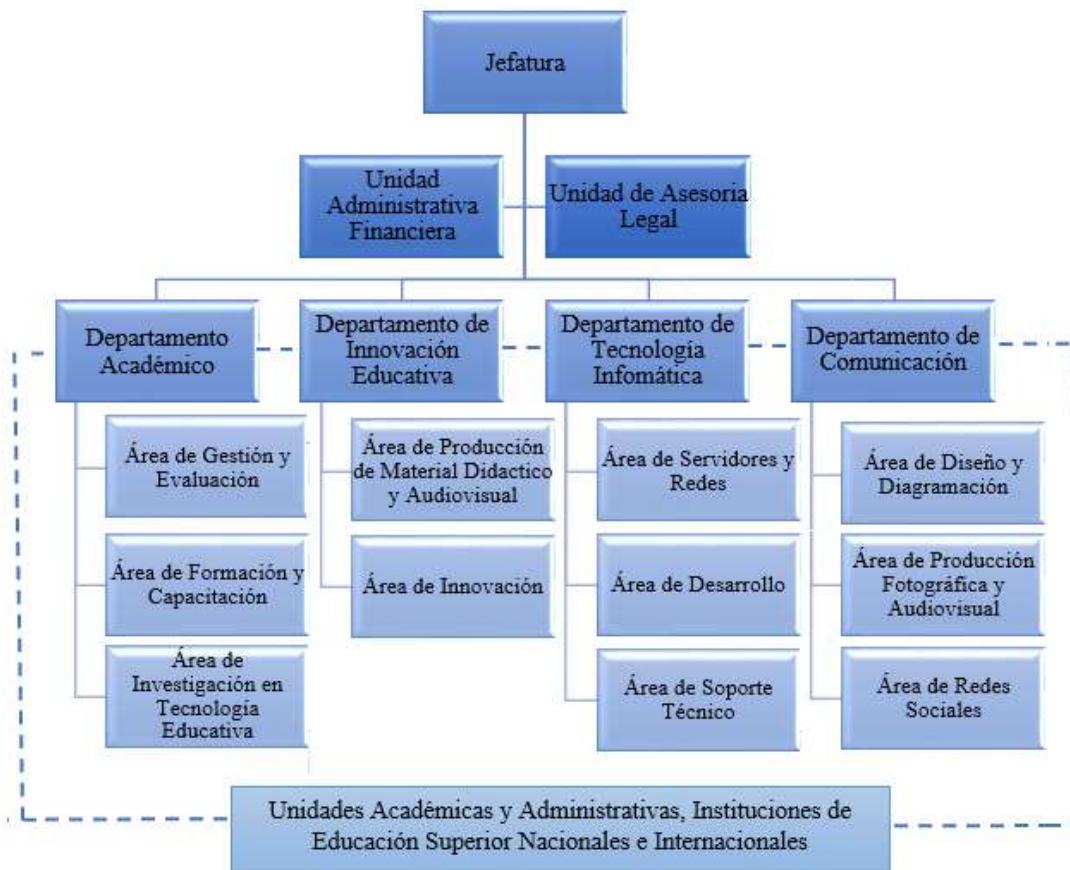 Jefatura
Unidad
Administrativa
Financiera
Unidad de Asesoria
Legal
Departamento
Académico
Departamento de
Innovación
Educativa
Departamento de
Tecnología
Infomática
Departamento de
Comunicación
Área de Gestión y
Evaluación
Área de Formación y
Capacitación
Área de
Investigación en
Tecnología
Educativa
Área de Producción
de Material Didactico
y Audiovisual
Área de Innovación
Área de Servidores y
Redes
Área de Desarrollo
Área de Soporte
Técnico
Área de Diseño y
Diagramación
Área de Producción
Fotográfica y
Audiovisual
Área de Redes
Sociales
Unidades Académicas y Administrativas, Instituciones de
Educación Superior Nacionales e Internacionales